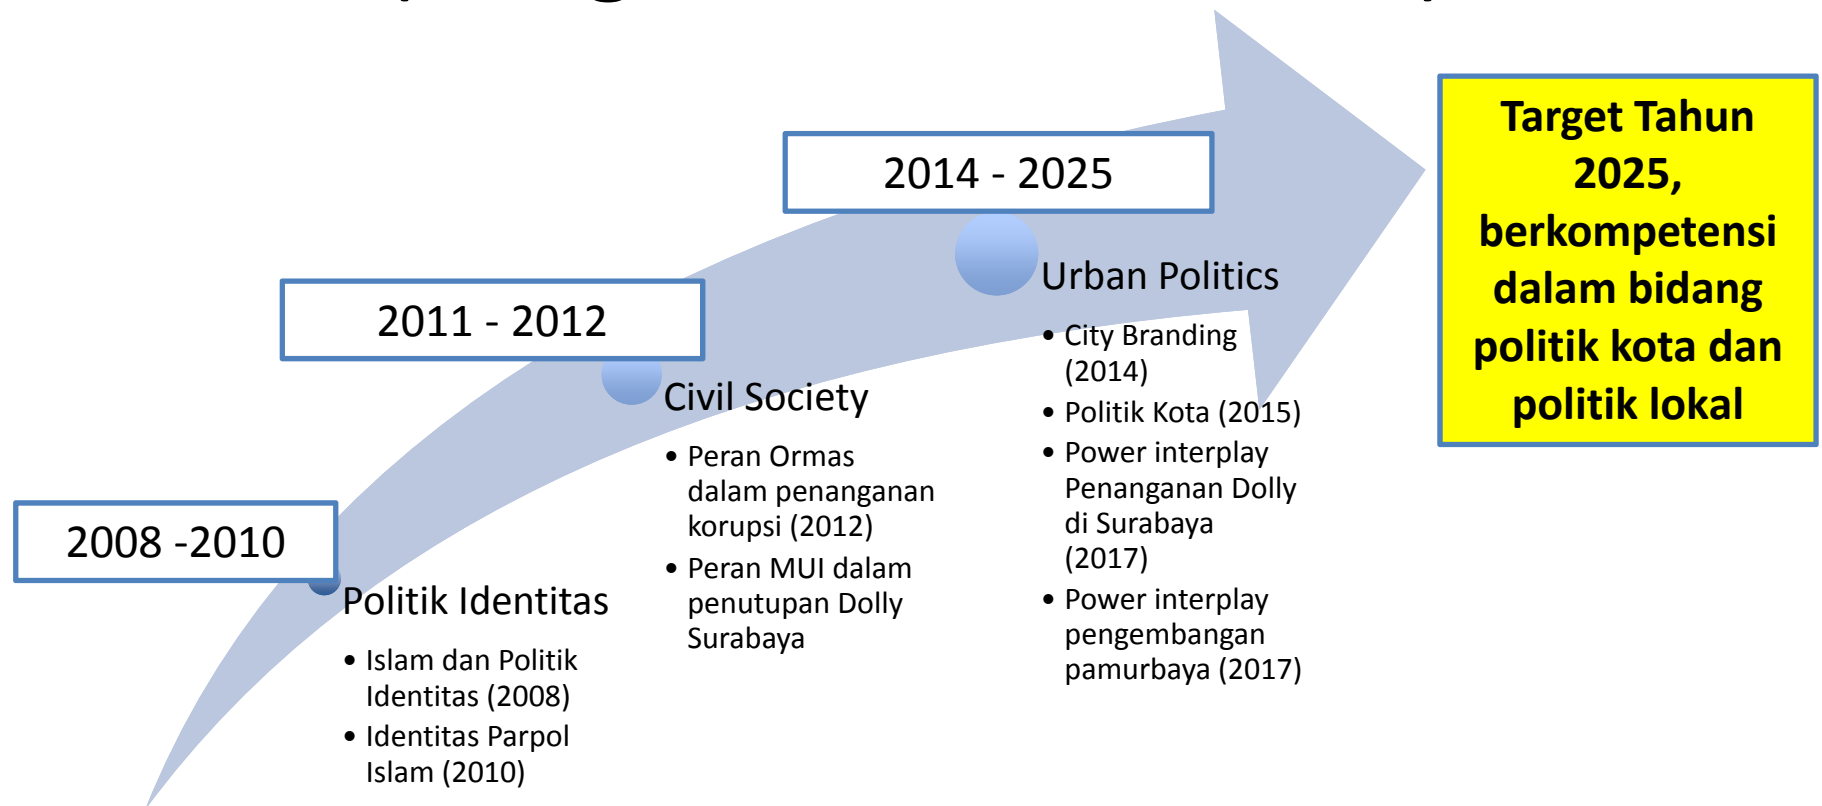 2008 -2010
Politik Identitas
• Islam dan Politik
Identitas (2008)
• Identitas Parpol
Islam (2010)
2011 - 2012
Civil Society
• Peran Ormas
dalam penanganan
korupsi (2012)
• Peran MUI dalam
penutupan Dolly
Surabaya
2014 - 2025
Urban Politics
• City Branding
(2014)
• Politik Kota (2015)
• Power interplay
Penanganan Dolly
di Surabaya
(2017)
• Power interplay
pengembangan
pamurbaya (2017)
Target Tahun
2025,
berkompetensi
dalam bidang
politik kota dan
politik lokal